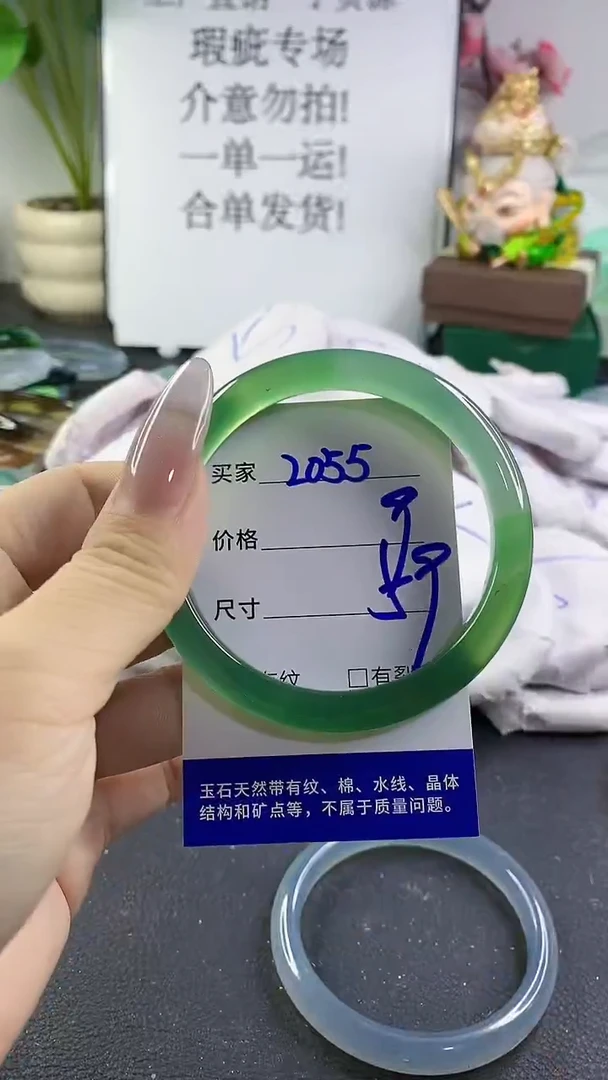 瑕疵专场
介意勿拍!
一单一运!
合单发货!
买家 2055
价格
尺寸
纹 □有裂
玉石天然带有纹、棉、水线、晶体
结构和矿点等，不属于质量问题。